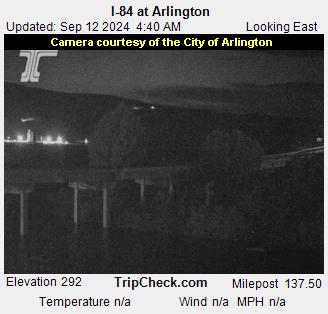 I-84 at Arlington
Updated: Sep 12 2024 4:40 AM Looking East
Camera courtesy of the City of Arlington
Elevation 292 TripCheck.com Milepost 137.50
Temperature n/a Wind n/a MPH n/a